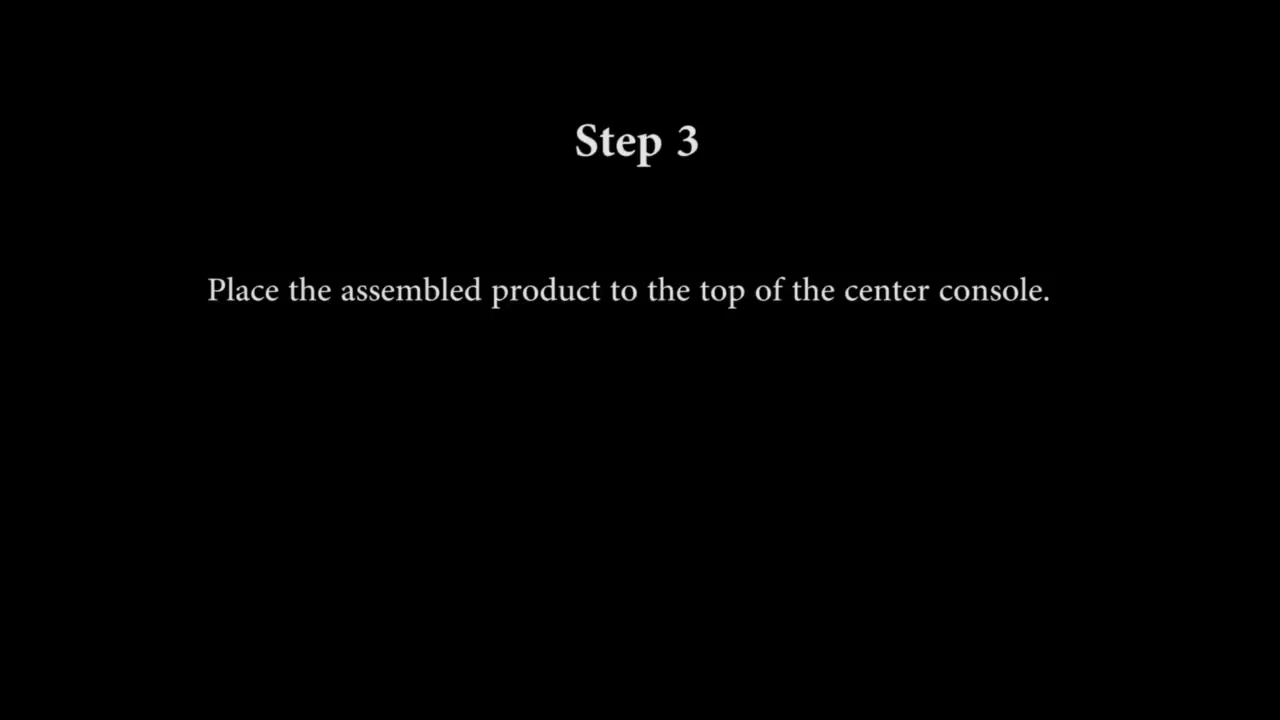 Step 3
Place the assembled product to the top of the center console.